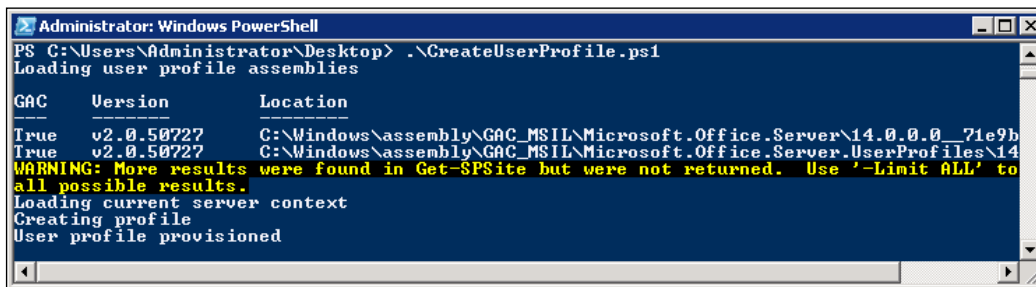 Administrator: Windows PowerShell
PS C:\Users\Administrator\Desktop> .\CreateUserProfile.ps1
Loading user profile assemblies
GAC    Version        Location
---    -------        --------
True   v2.0.50727     C:\Windows\assembly\GAC_MSIL\Microsoft.Office.Server\14.0.0.0__71e9b
True   v2.0.50727     C:\Windows\assembly\GAC_MSIL\Microsoft.Office.Server.UserProfiles\14
WARNING: More results were found in Get-SPSite but were not returned.  Use '-Limit ALL' to
all possible results.
Loading current server context
Creating profile
User profile provisioned